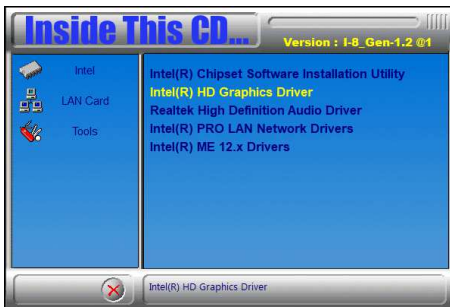 Inside This CD...
Version : I-8_Gen-1.2 @1
Intel
LAN Card
Tools
Intel(R) Chipset Software Installation Utility
Intel(R) HD Graphics Driver
Realtek High Definition Audio Driver
Intel(R) PRO LAN Network Drivers
Intel(R) ME 12.x Drivers
Intel(R) HD Graphics Driver